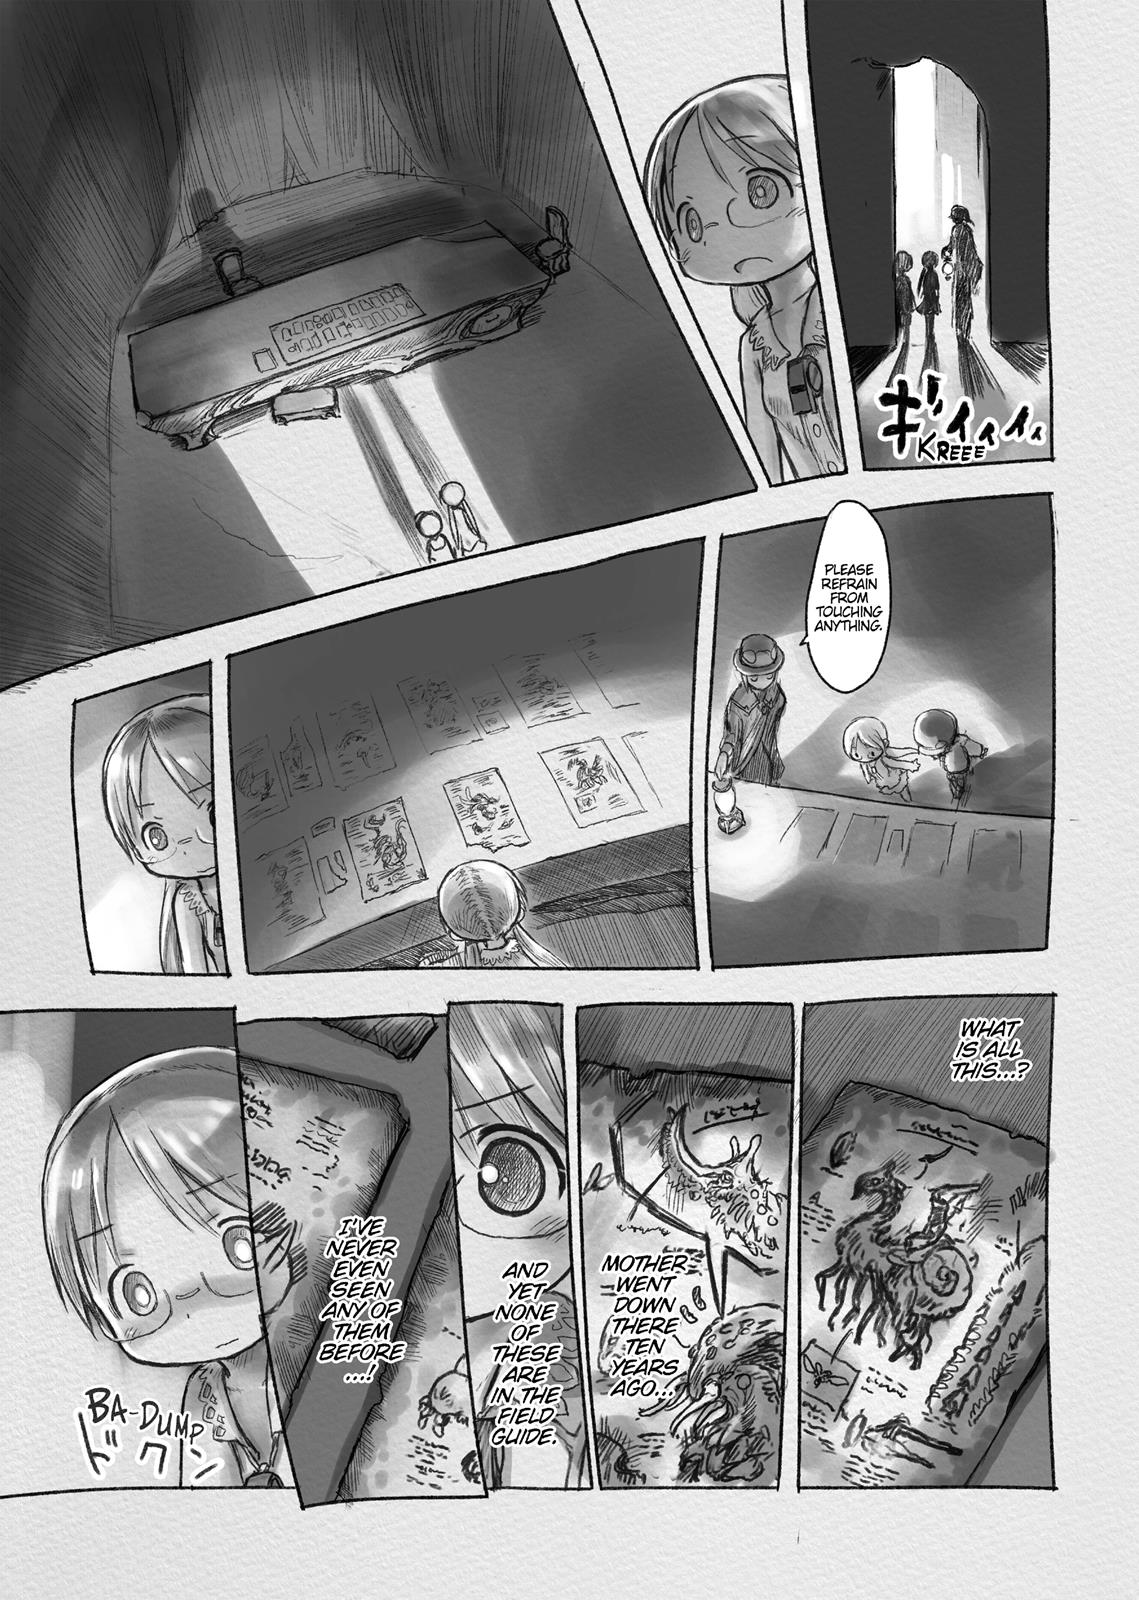 ギィイイィィ
KREEE
PLEASE
REFRAIN
FROM
TOUCHING
ANYTHING.
WHAT
IS ALL
THIS...?
MOTHER
WENT
DOWN
THERE
TEN
YEARS
AGO...
AND
YET
NONE
OF
THESE
ARE
IN THE
FIELD
GUIDE.
I'VE
NEVER
EVEN
SEEN
ANY OF
THEM
BEFORE
...!
BA-DUMP
ドクン